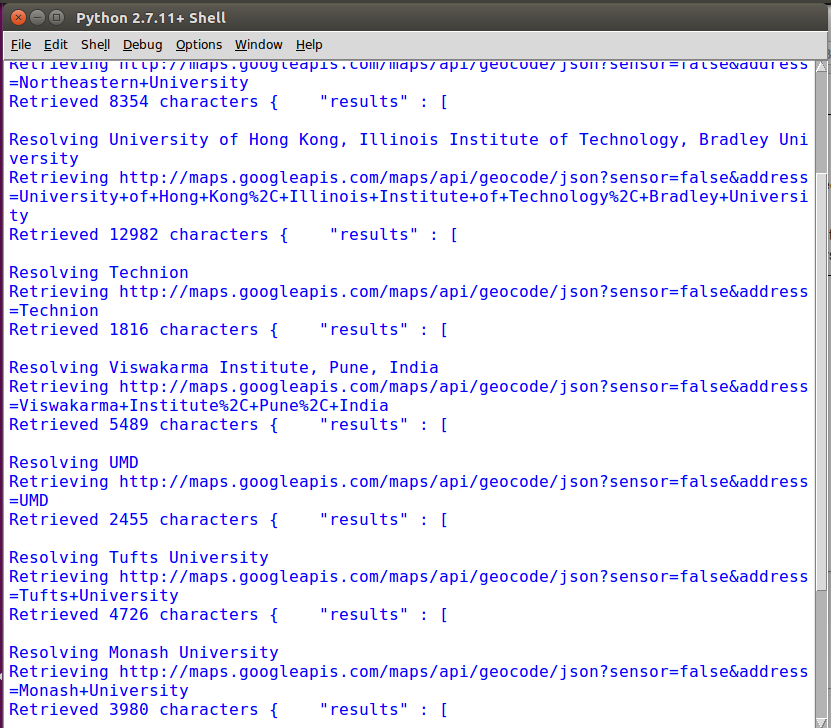 Python 2.7.11+ Shell
File Edit Shell Debug Options Window Help
Retrieving http://maps.googleapis.com/maps/api/geocode/json?sensor=false&address
=Northeastern+University
Retrieved 8354 characters {    "results" : [
Resolving University of Hong Kong, Illinois Institute of Technology, Bradley Uni
versity
Retrieving http://maps.googleapis.com/maps/api/geocode/json?sensor=false&address
=University+of+Hong+Kong%2C+Illinois+Institute+of+Technology%2C+Bradley+Universi
ty
Retrieved 12982 characters {    "results" : [
Resolving Technion
Retrieving http://maps.googleapis.com/maps/api/geocode/json?sensor=false&address
=Technion
Retrieved 1816 characters {    "results" : [
Resolving Viswakarma Institute, Pune, India
Retrieving http://maps.googleapis.com/maps/api/geocode/json?sensor=false&address
=Viswakarma+Institute%2C+Pune%2C+India
Retrieved 5489 characters {    "results" : [
Resolving UMD
Retrieving http://maps.googleapis.com/maps/api/geocode/json?sensor=false&address
=UMD
Retrieved 2455 characters {    "results" : [
Resolving Tufts University
Retrieving http://maps.googleapis.com/maps/api/geocode/json?sensor=false&address
=Tufts+University
Retrieved 4726 characters {    "results" : [
Resolving Monash University
Retrieving http://maps.googleapis.com/maps/api/geocode/json?sensor=false&address
=Monash+University
Retrieved 3980 characters {    "results" : [